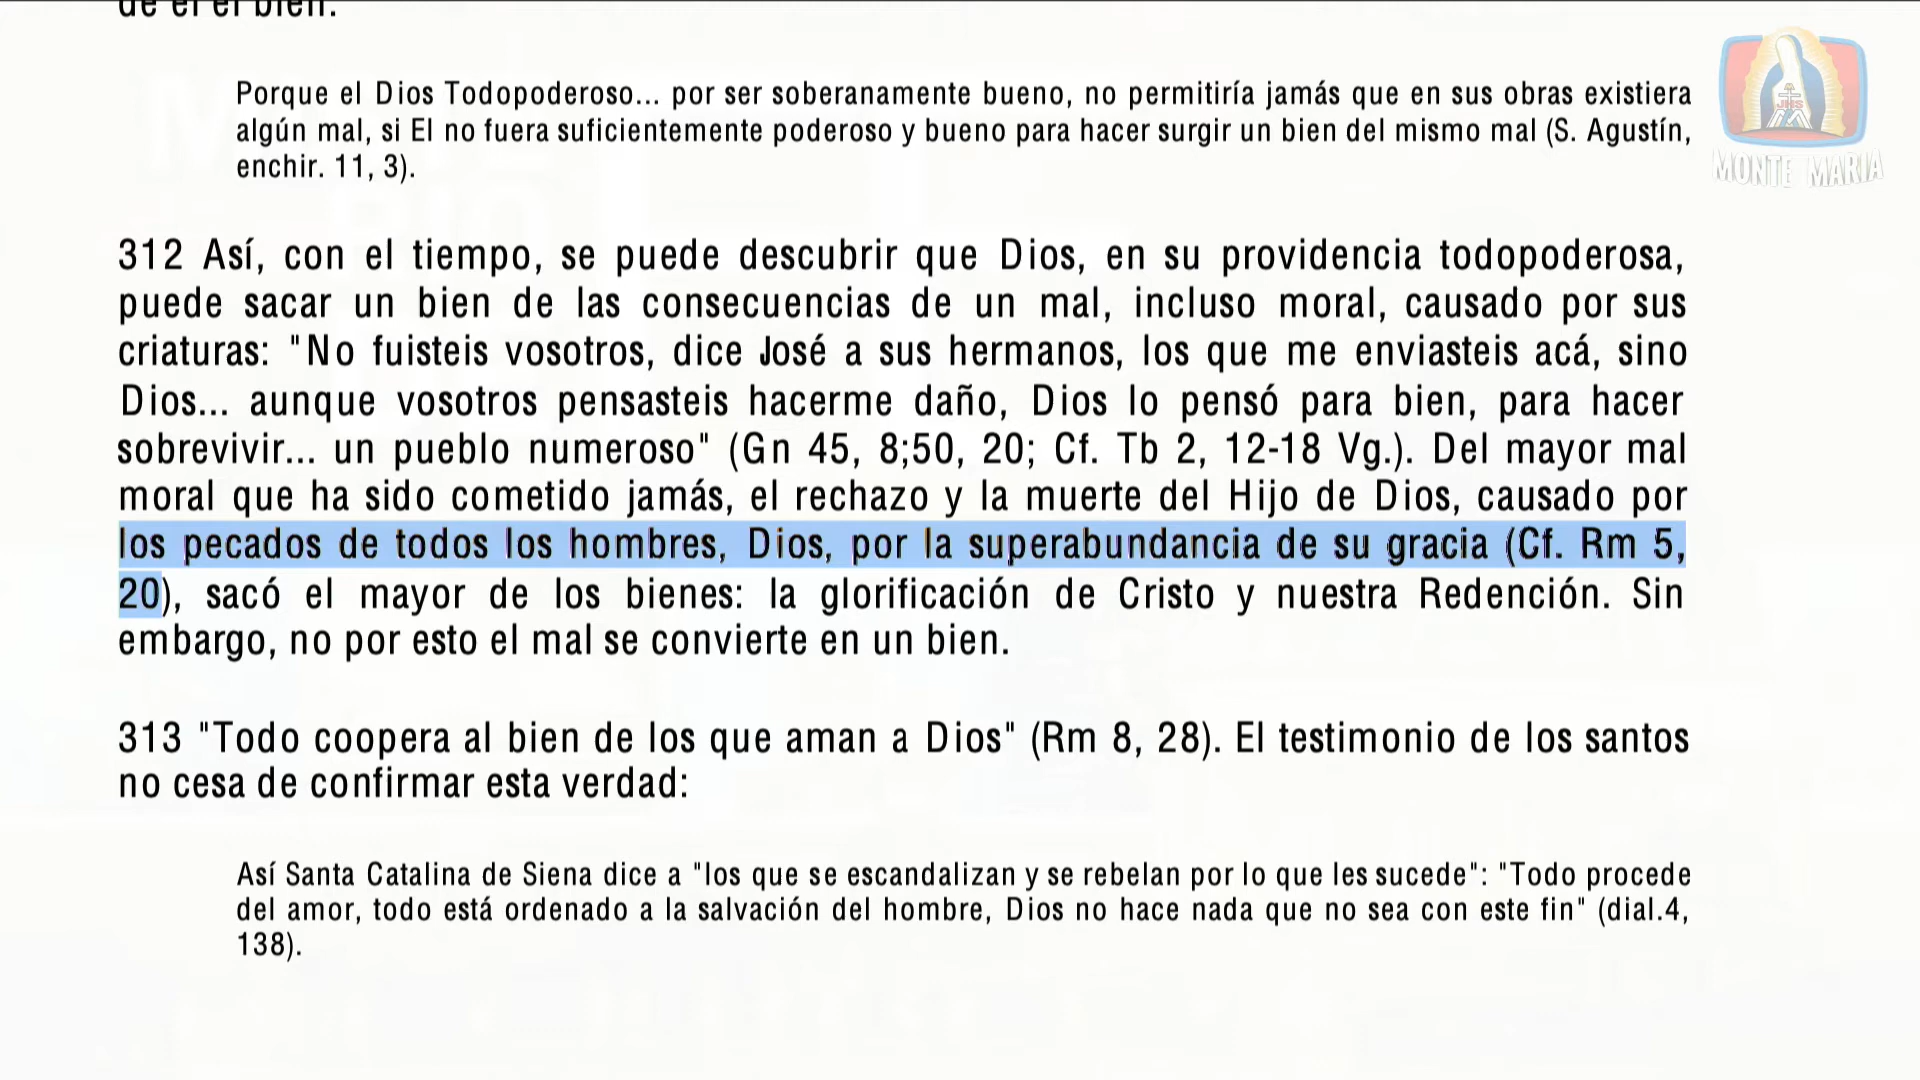 de él el bien.
Porque el Dios Todopoderoso... por ser soberanamente bueno, no permitiría jamás que en sus obras existiera
algún mal, si El no fuera suficientemente poderoso y bueno para hacer surgir un bien del mismo mal (S. Agustín,
enchir. 11, 3).
JHS
MONTE MARIA
312 Así, con el tiempo, se puede descubrir que Dios, en su providencia todopoderosa,
puede sacar un bien de las consecuencias de un mal, incluso moral, causado por sus
criaturas: "No fuisteis vosotros, dice José a sus hermanos, los que me enviasteis acá, sino
Dios... aunque vosotros pensasteis hacerme daño, Dios lo pensó para bien, para hacer
sobrevivir... un pueblo numeroso" (Gn 45, 8;50, 20; Cf. Tb 2, 12-18 Vg.). Del mayor mal
moral que ha sido cometido jamás, el rechazo y la muerte del Hijo de Dios, causado por
los pecados de todos los hombres, Dios, por la superabundancia de su gracia (Cf. Rm 5,
20), sacó el mayor de los bienes: la glorificación de Cristo y nuestra Redención. Sin
embargo, no por esto el mal se convierte en un bien.
313 "Todo coopera al bien de los que aman a Dios" (Rm 8, 28). El testimonio de los santos
no cesa de confirmar esta verdad:
Así Santa Catalina de Siena dice a "los que se escandalizan y se rebelan por lo que les sucede": "Todo procede
del amor, todo está ordenado a la salvación del hombre, Dios no hace nada que no sea con este fin" (dial.4,
138).